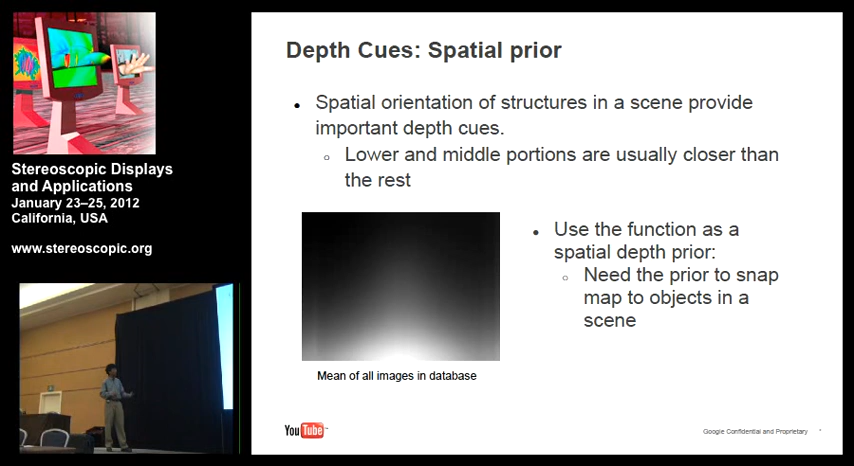 Stereoscopic Displays
and Applications
January 23–25, 2012
California, USA
www.stereoscopic.org
Depth Cues: Spatial prior
• Spatial orientation of structures in a scene provide
important depth cues.
○ Lower and middle portions are usually closer than
the rest
• Use the function as a
spatial depth prior:
○ Need the prior to snap
map to objects in a
scene
Mean of all images in database
YouTube
Google Confidential and Proprietary